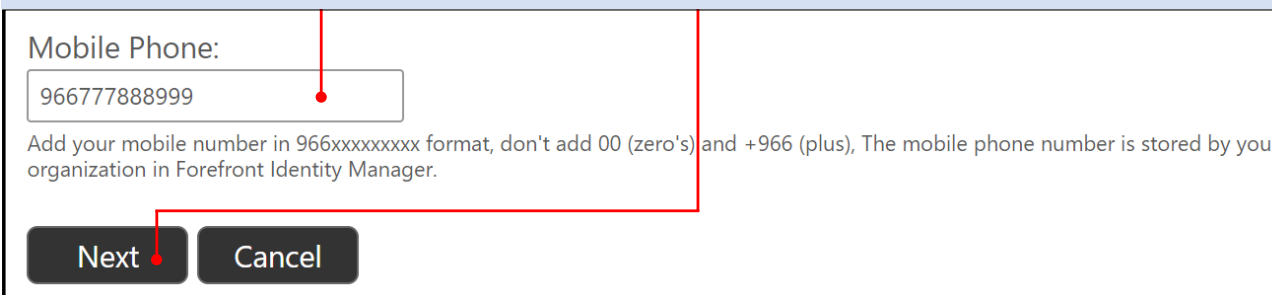 Mobile Phone:
966777888999
Add your mobile number in 966xxxxxxxxx format, don't add 00 (zero's) and +966 (plus), The mobile phone number is stored by you
organization in Forefront Identity Manager.
Next Cancel